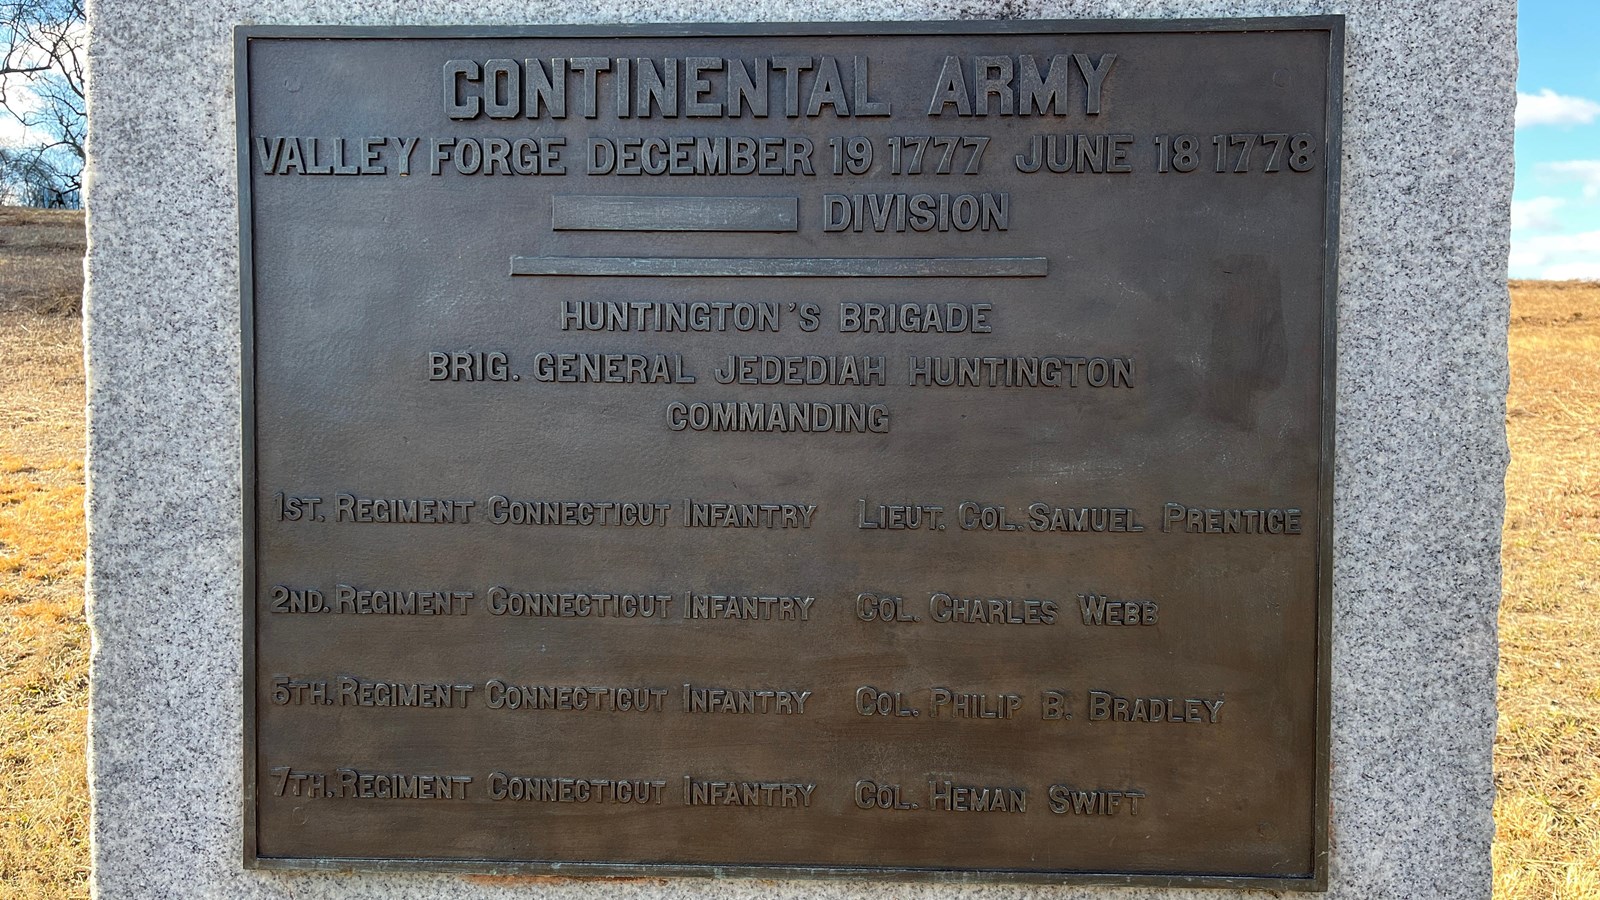 CONTINENTAL ARMY
VALLEY FORGE DECEMBER 19 1777 JUNE 18 1778
DIVISION
HUNTINGTON'S BRIGADE
BRIG. GENERAL JEDEDIAH HUNTINGTON
COMMANDING
1ST. REGIMENT CONNECTICUT INFANTRY LIEUT. COL. SAMUEL PRENTICE
2ND. REGIMENT CONNECTICUT INFANTRY COL. CHARLES WEBB
5TH. REGIMENT CONNECTICUT INFANTRY COL. PHILIP B. BRADLEY
7TH. REGIMENT CONNECTICUT INFANTRY COL. HEMAN SWIFT